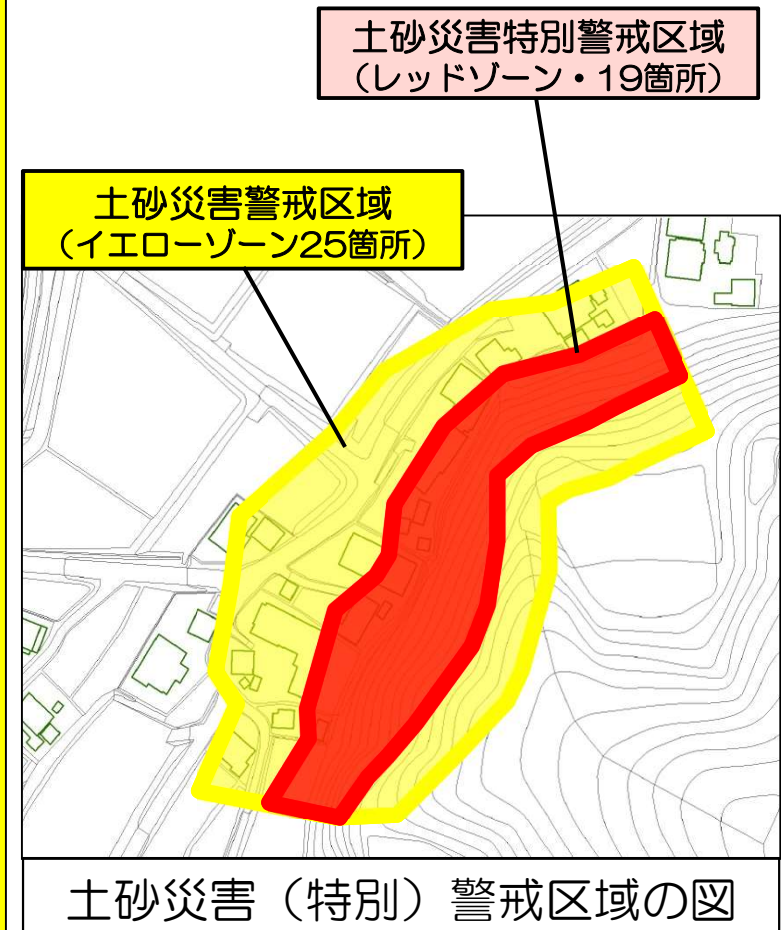 土砂災害特別警戒区域
（レッドゾーン・19箇所）
土砂災害警戒区域
（イエローゾーン25箇所）
土砂災害（特別）警戒区域の図